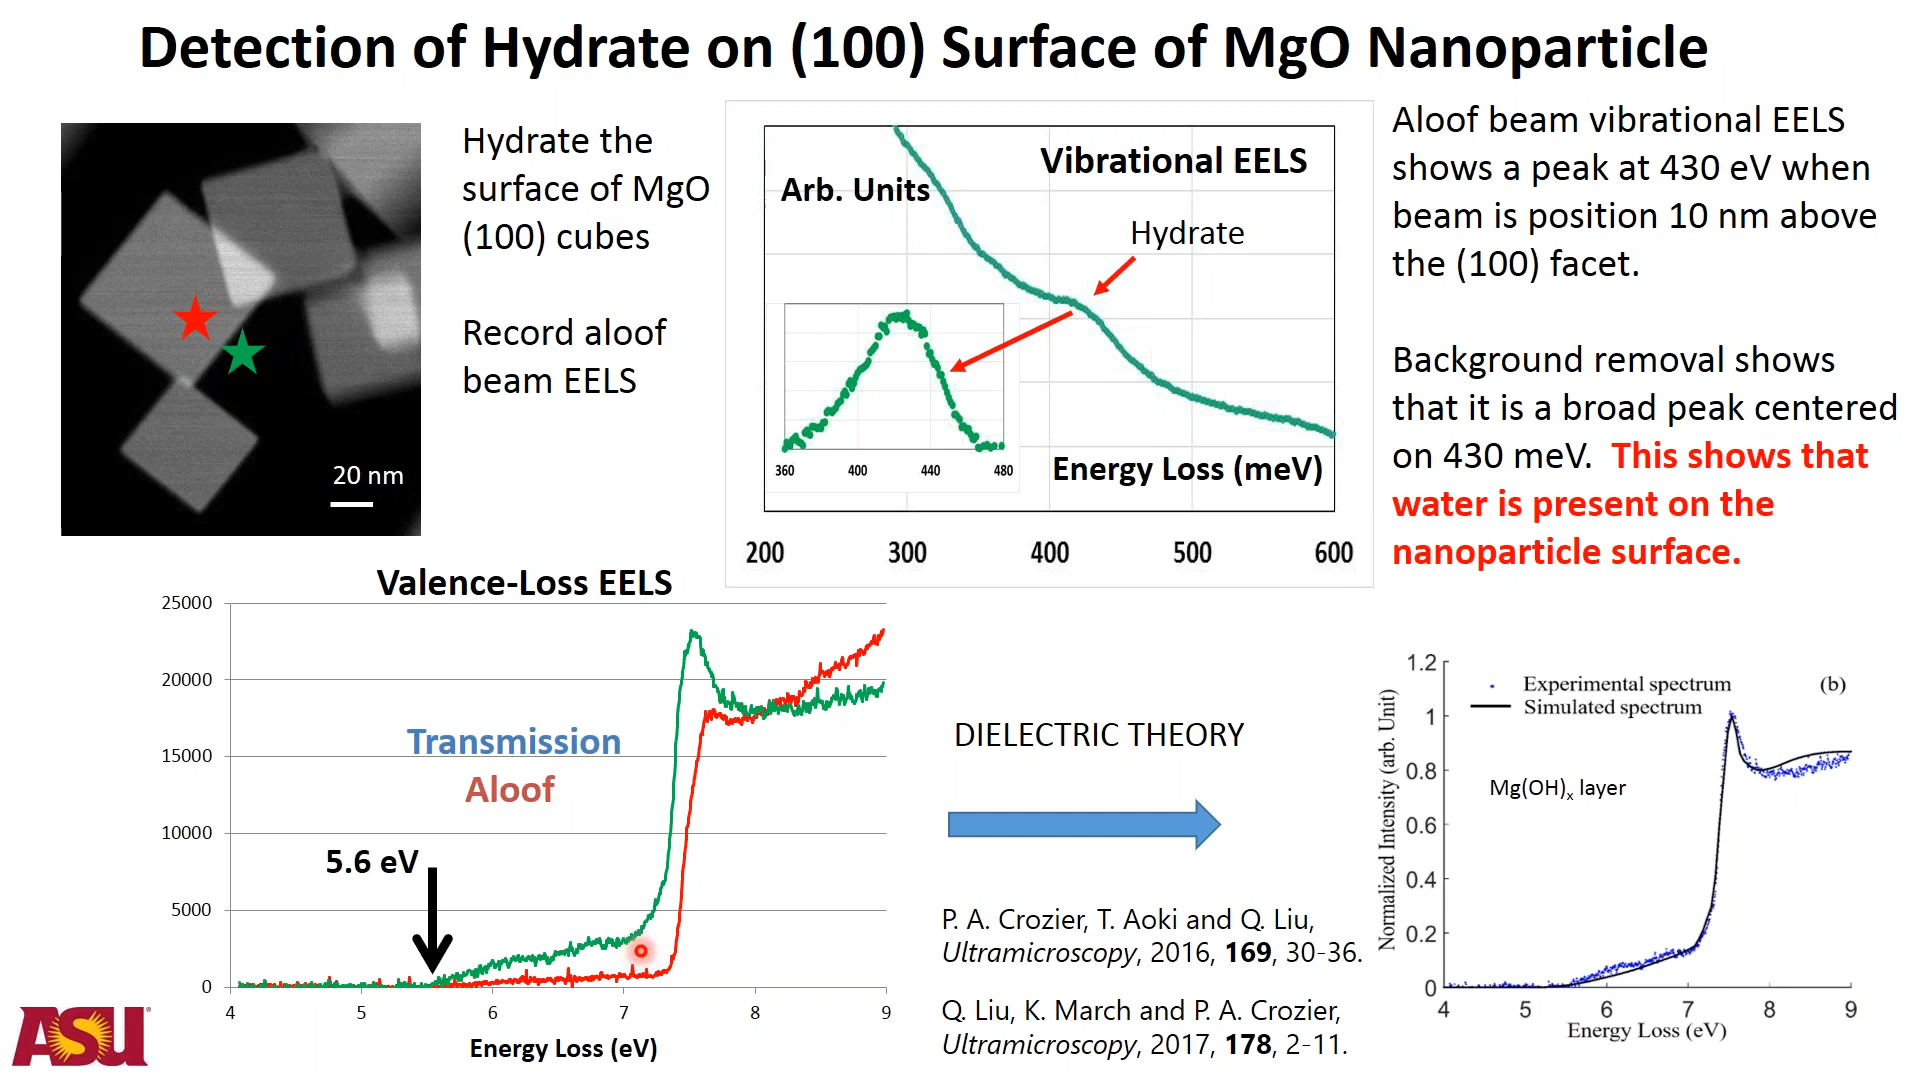 Detection of Hydrate on (100) Surface of MgO Nanoparticle
20 nm
Hydrate the
surface of MgO
(100) cubes
Record aloof
beam EELS
Vibrational EELS
Arb. Units
Hydrate
360 400 440 480
Energy Loss (meV)
200 300 400 500 600
Aloof beam vibrational EELS
shows a peak at 430 eV when
beam is position 10 nm above
the (100) facet.
Background removal shows
that it is a broad peak centered
on 430 meV. This shows that
water is present on the
nanoparticle surface.
Valence-Loss EELS
25000
20000
15000
10000
5000
0
Transmission
Aloof
5.6 eV
4 5 6 7 8 9
Energy Loss (eV)
DIELECTRIC THEORY
P. A. Crozier, T. Aoki and Q. Liu,
Ultramicroscopy, 2016, 169, 30-36.
Q. Liu, K. March and P. A. Crozier,
Ultramicroscopy, 2017, 178, 2-11.
Normalized Intensity (arb. Unit)
1.2
1
0.8
0.6
0.4
0.2
0
Experimental spectrum
Simulated spectrum
(b)
Mg(OH)x layer
4 5 6 7 8 9
Energy Loss (eV)
ASU